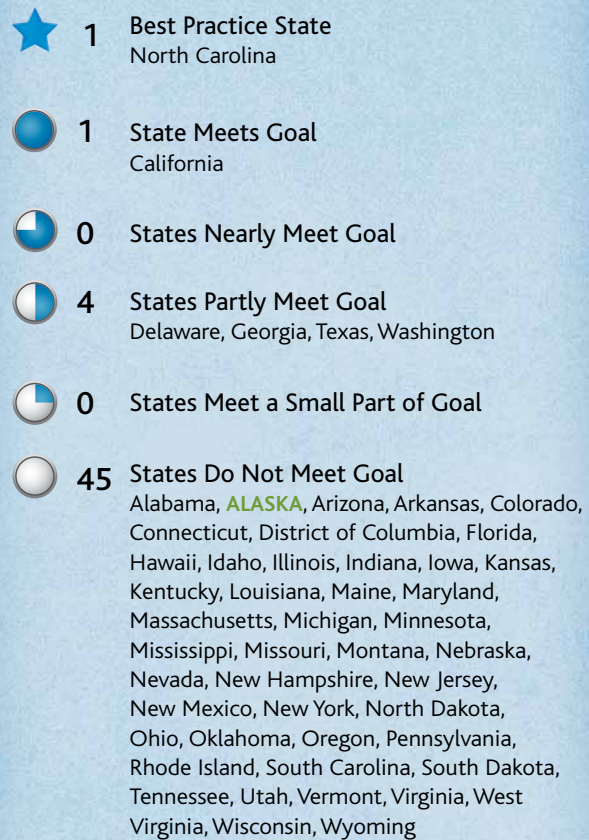 1 Best Practice State
North Carolina
1 State Meets Goal
California
0 States Nearly Meet Goal
4 States Partly Meet Goal
Delaware, Georgia, Texas, Washington
0 States Meet a Small Part of Goal
45 States Do Not Meet Goal
Alabama, ALASKA, Arizona, Arkansas, Colorado,
Connecticut, District of Columbia, Florida,
Hawaii, Idaho, Illinois, Indiana, Iowa, Kansas,
Kentucky, Louisiana, Maine, Maryland,
Massachusetts, Michigan, Minnesota,
Mississippi, Missouri, Montana, Nebraska,
Nevada, New Hampshire, New Jersey,
New Mexico, New York, North Dakota,
Ohio, Oklahoma, Oregon, Pennsylvania,
Rhode Island, South Carolina, South Dakota,
Tennessee, Utah, Vermont, Virginia, West
Virginia, Wisconsin, Wyoming